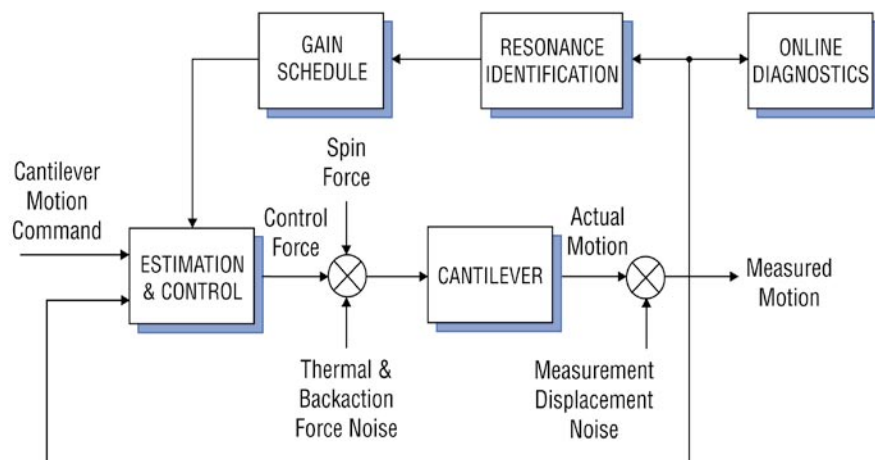 GAIN
SCHEDULE
RESONANCE
IDENTIFICATION
ONLINE
DIAGNOSTICS
Cantilever
Motion
Command
ESTIMATION
& CONTROL
Control
Force
Spin
Force
Thermal &
Backaction
Force Noise
CANTILEVER
Actual
Motion
Measurement
Displacement
Noise
Measured
Motion